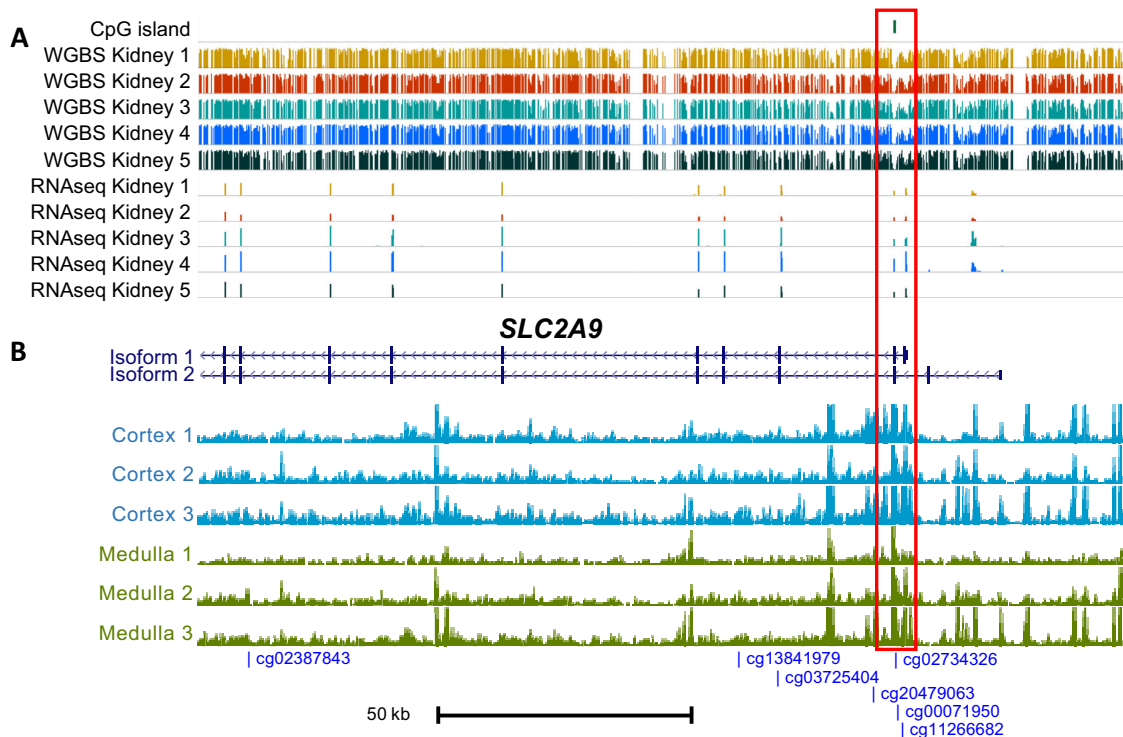 A
CpG island
WGBS Kidney 1
WGBS Kidney 2
WGBS Kidney 3
WGBS Kidney 4
WGBS Kidney 5
RNAseq Kidney 1
RNAseq Kidney 2
RNAseq Kidney 3
RNAseq Kidney 4
RNAseq Kidney 5
SLC2A9
B
Isoform 1
Isoform 2
Cortex 1
Cortex 2
Cortex 3
Medulla 1
Medulla 2
Medulla 3
| cg02387843 | cg13841979 | cg02734326
| cg03725404
| cg20479063
| cg00071950
| cg11266682
50 kb